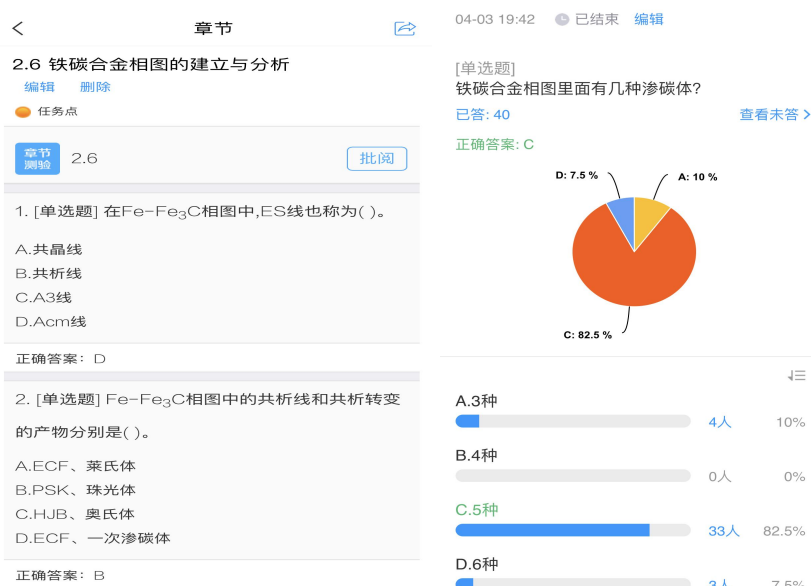 章节
2.6 铁碳合金相图的建立与分析
编辑 删除
任务点
章节
测验
2.6
批阅
1. [单选题] 在Fe-Fe₃C相图中,ES线也称为( )。
A.共晶线
B.共析线
C.A3线
D.Acm线
正确答案: D
2. [单选题] Fe-Fe₃C相图中的共析线和共析转变
的产物分别是( )。
A.ECF、莱氏体
B.PSK、珠光体
C.HJB、奥氏体
D.ECF、一次渗碳体
正确答案: B
04-03 19:42 已结束 编辑
[单选题]
铁碳合金相图里面有几种渗碳体?
已答: 40 查看未答
正确答案: C
D: 7.5 % A: 10 %
C: 82.5 %
A.3种
4人 10%
B.4种
0人 0%
C.5种
33人 82.5%
D.6种
3人 7.5%